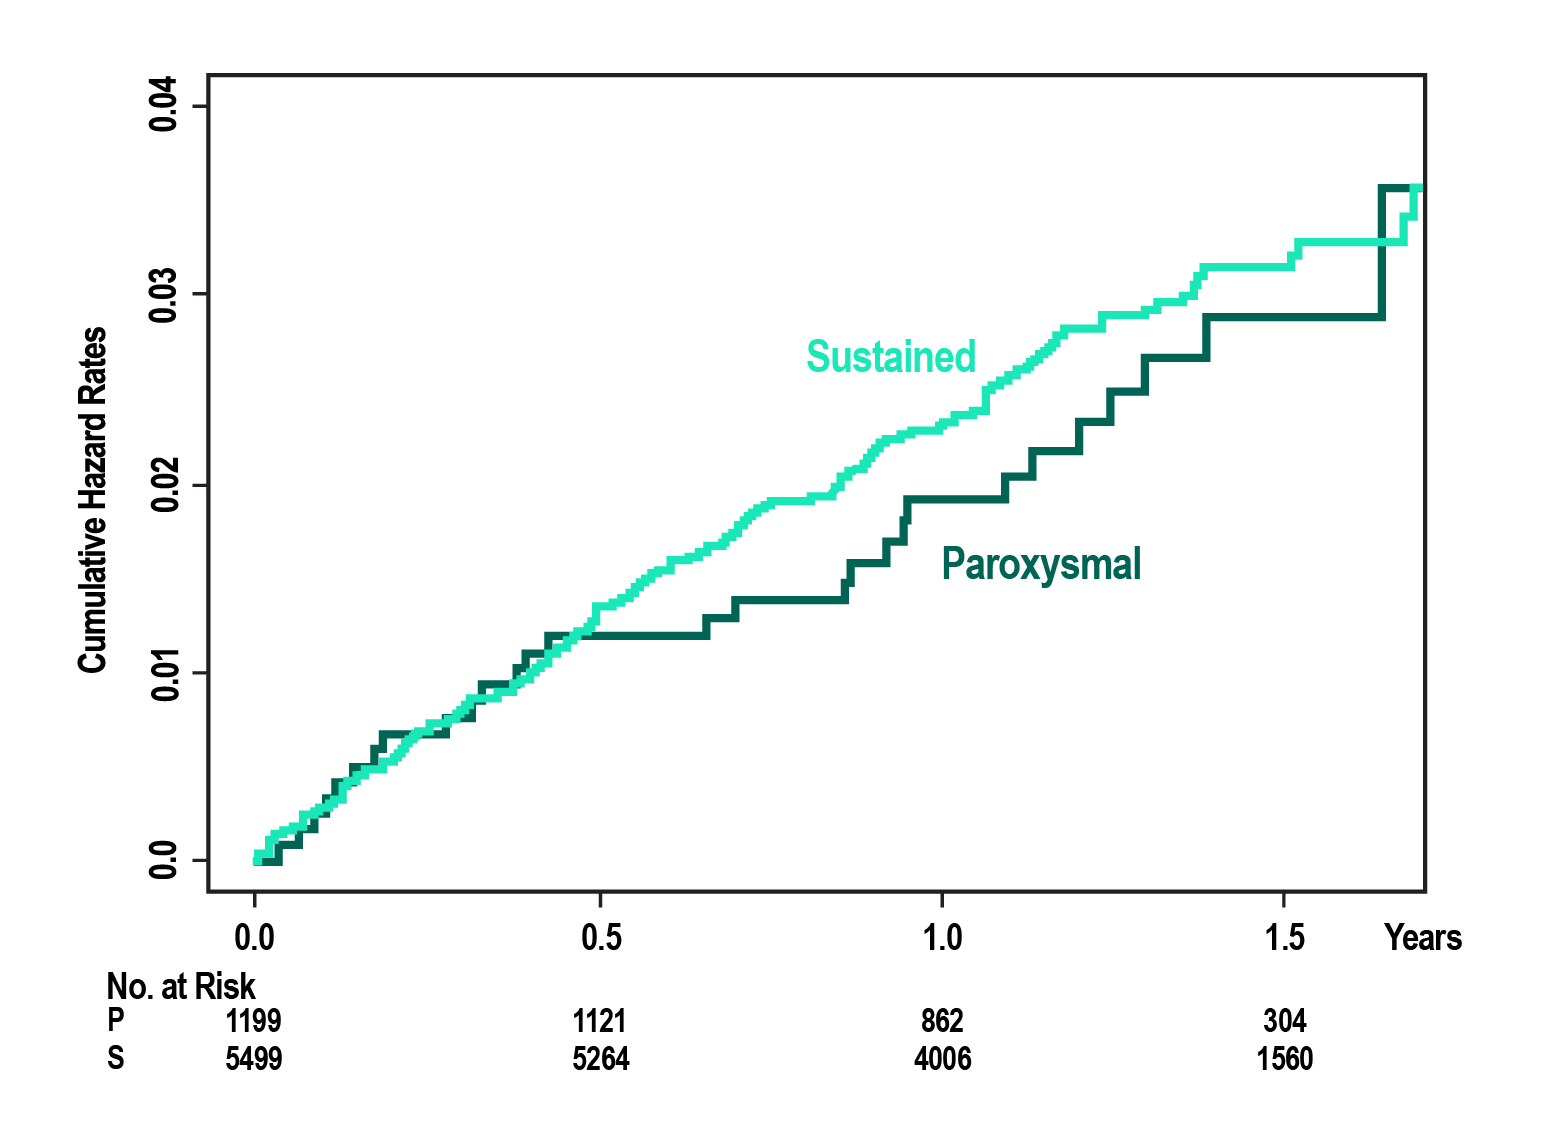 0.04
0.03
0.02
0.01
0.0
Cumulative Hazard Rates
Sustained
Paroxysmal
0.0 0.5 1.0 1.5 Years
No. at Risk
P 1199 1121 862 304
S 5499 5264 4006 1560